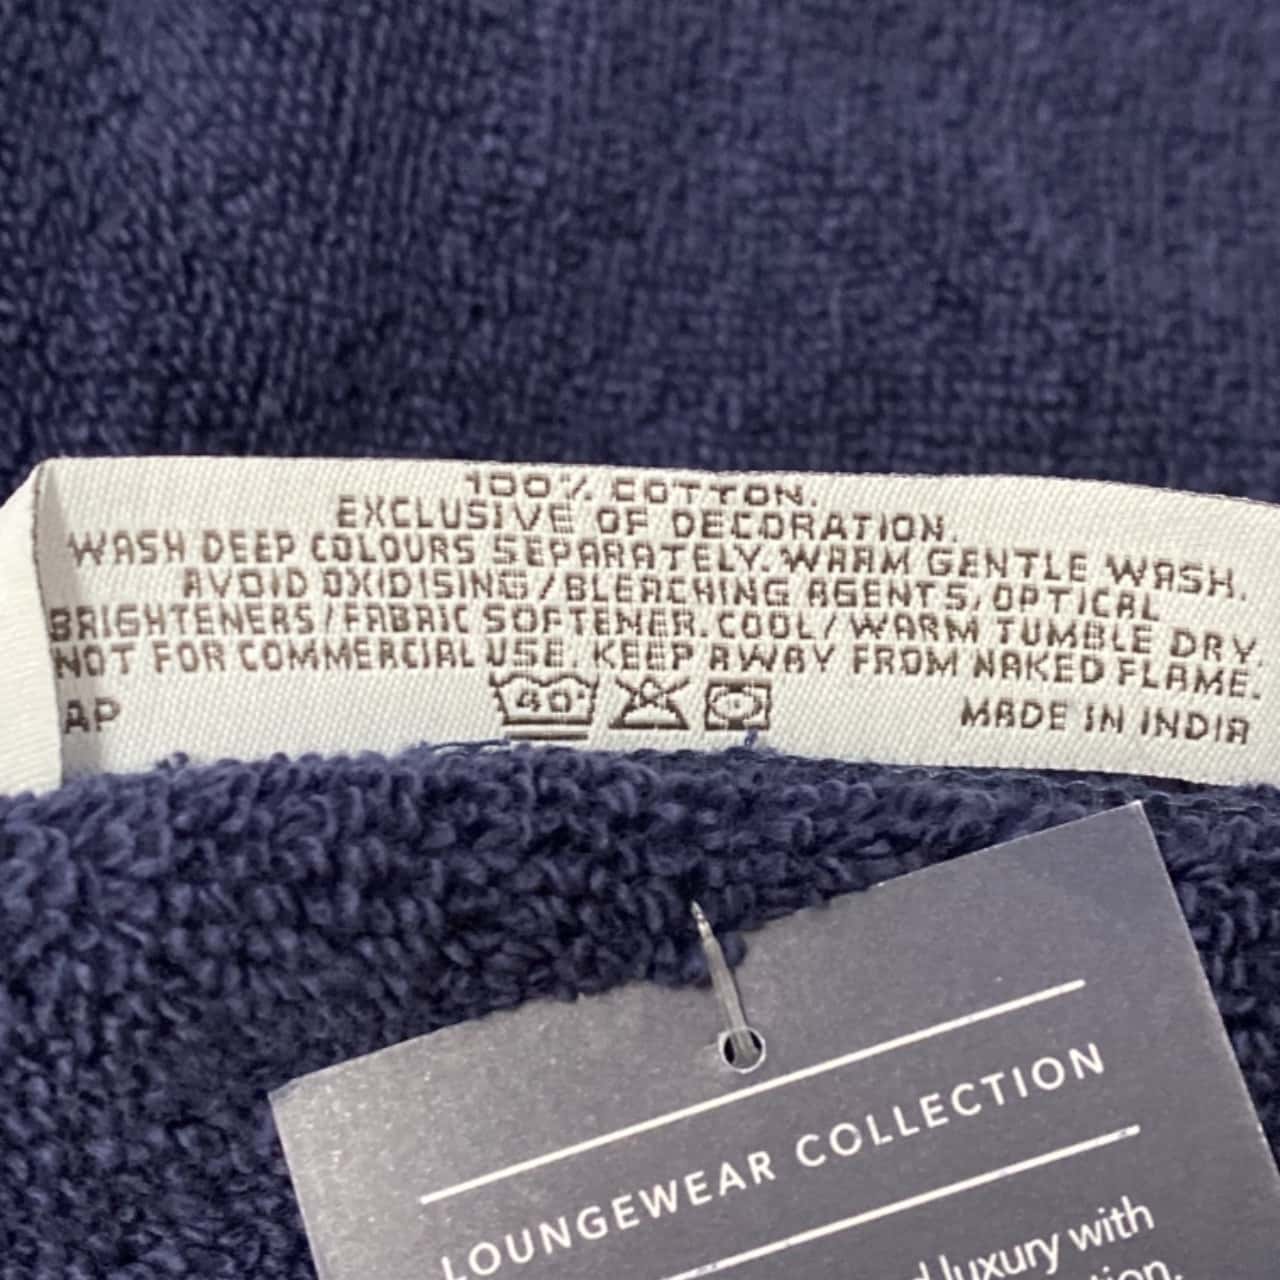 100% COTTON.
EXCLUSIVE OF DECORATION.
WASH DEEP COLOURS SEPARATELY. WARM GENTLE WASH.
AVOID OXIDISING/BLEACHING AGENTS, OPTICAL
BRIGHTENERS/FABRIC SOFTENER. COOL/WARM TUMBLE DRY.
NOT FOR COMMERCIAL USE. KEEP AWAY FROM NAKED FLAME.
AP 40° MADE IN INDIA
LOUNGEWEAR COLLECTION
luxury with